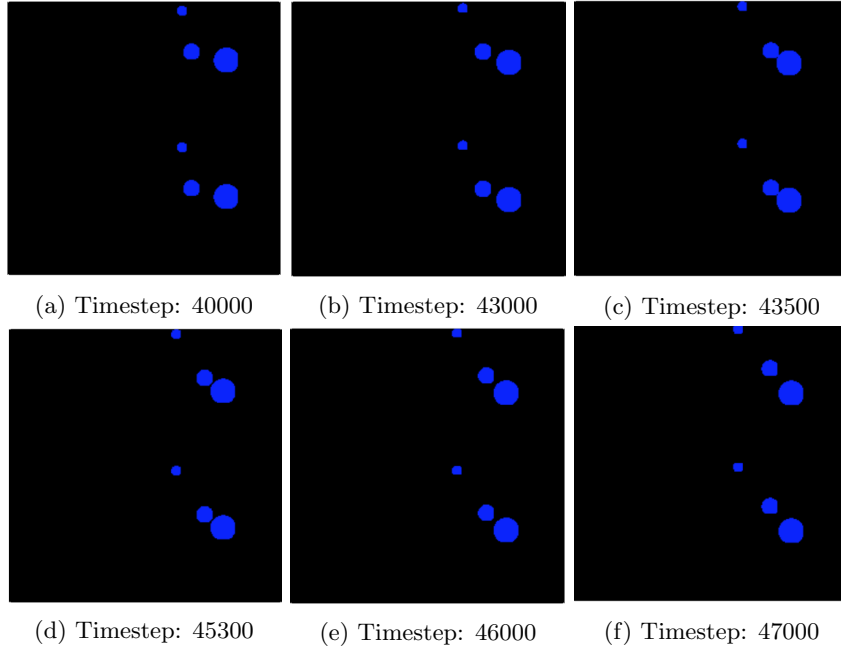 (a) Timestep: 40000
(b) Timestep: 43000
(c) Timestep: 43500
(d) Timestep: 45300
(e) Timestep: 46000
(f) Timestep: 47000